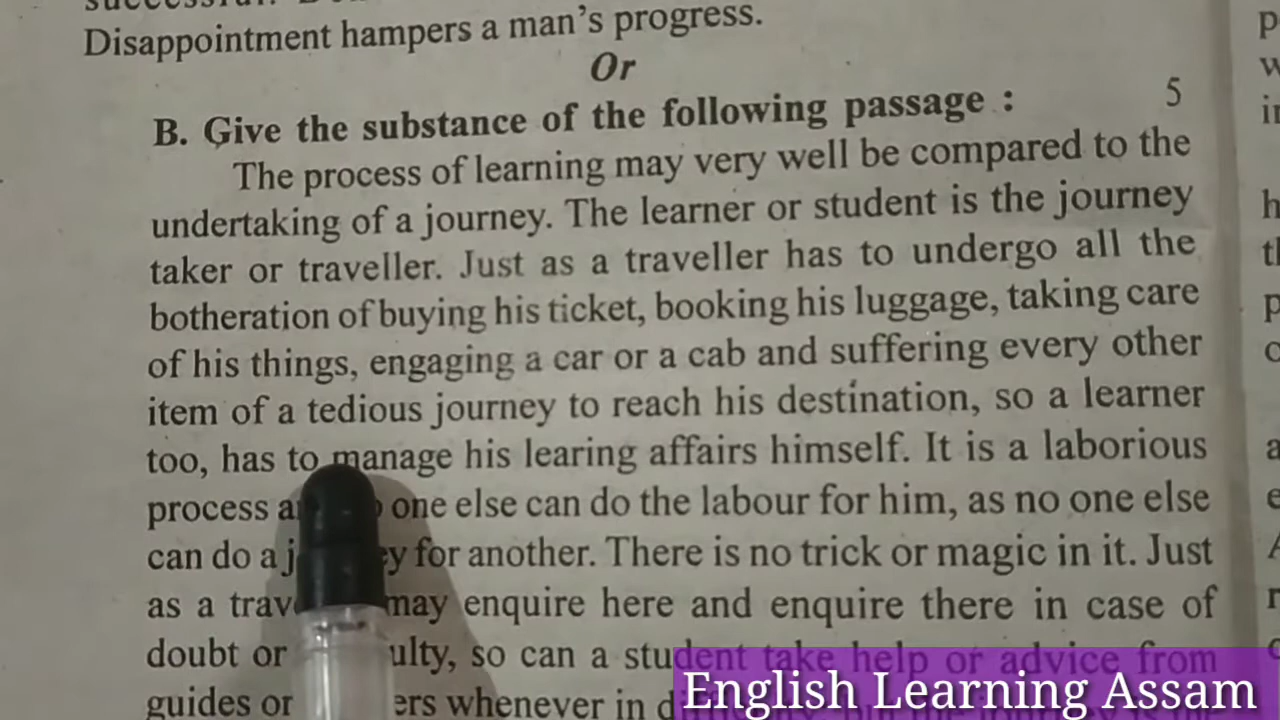 Disappointment hampers a man's progress.
Or
B. Give the substance of the following passage : 5
The process of learning may very well be compared to the
undertaking of a journey. The learner or student is the journey
taker or traveller. Just as a traveller has to undergo all the
botheration of buying his ticket, booking his luggage, taking care
of his things, engaging a car or a cab and suffering every other
item of a tedious journey to reach his destination, so a learner
too, has to manage his learing affairs himself. It is a laborious
process one else can do the labour for him, as no one else
can do a for another. There is no trick or magic in it. Just
as a may enquire here and enquire there in case of
doubt or so can a student take help or advice from
guides or whenever in
English Learning Assam